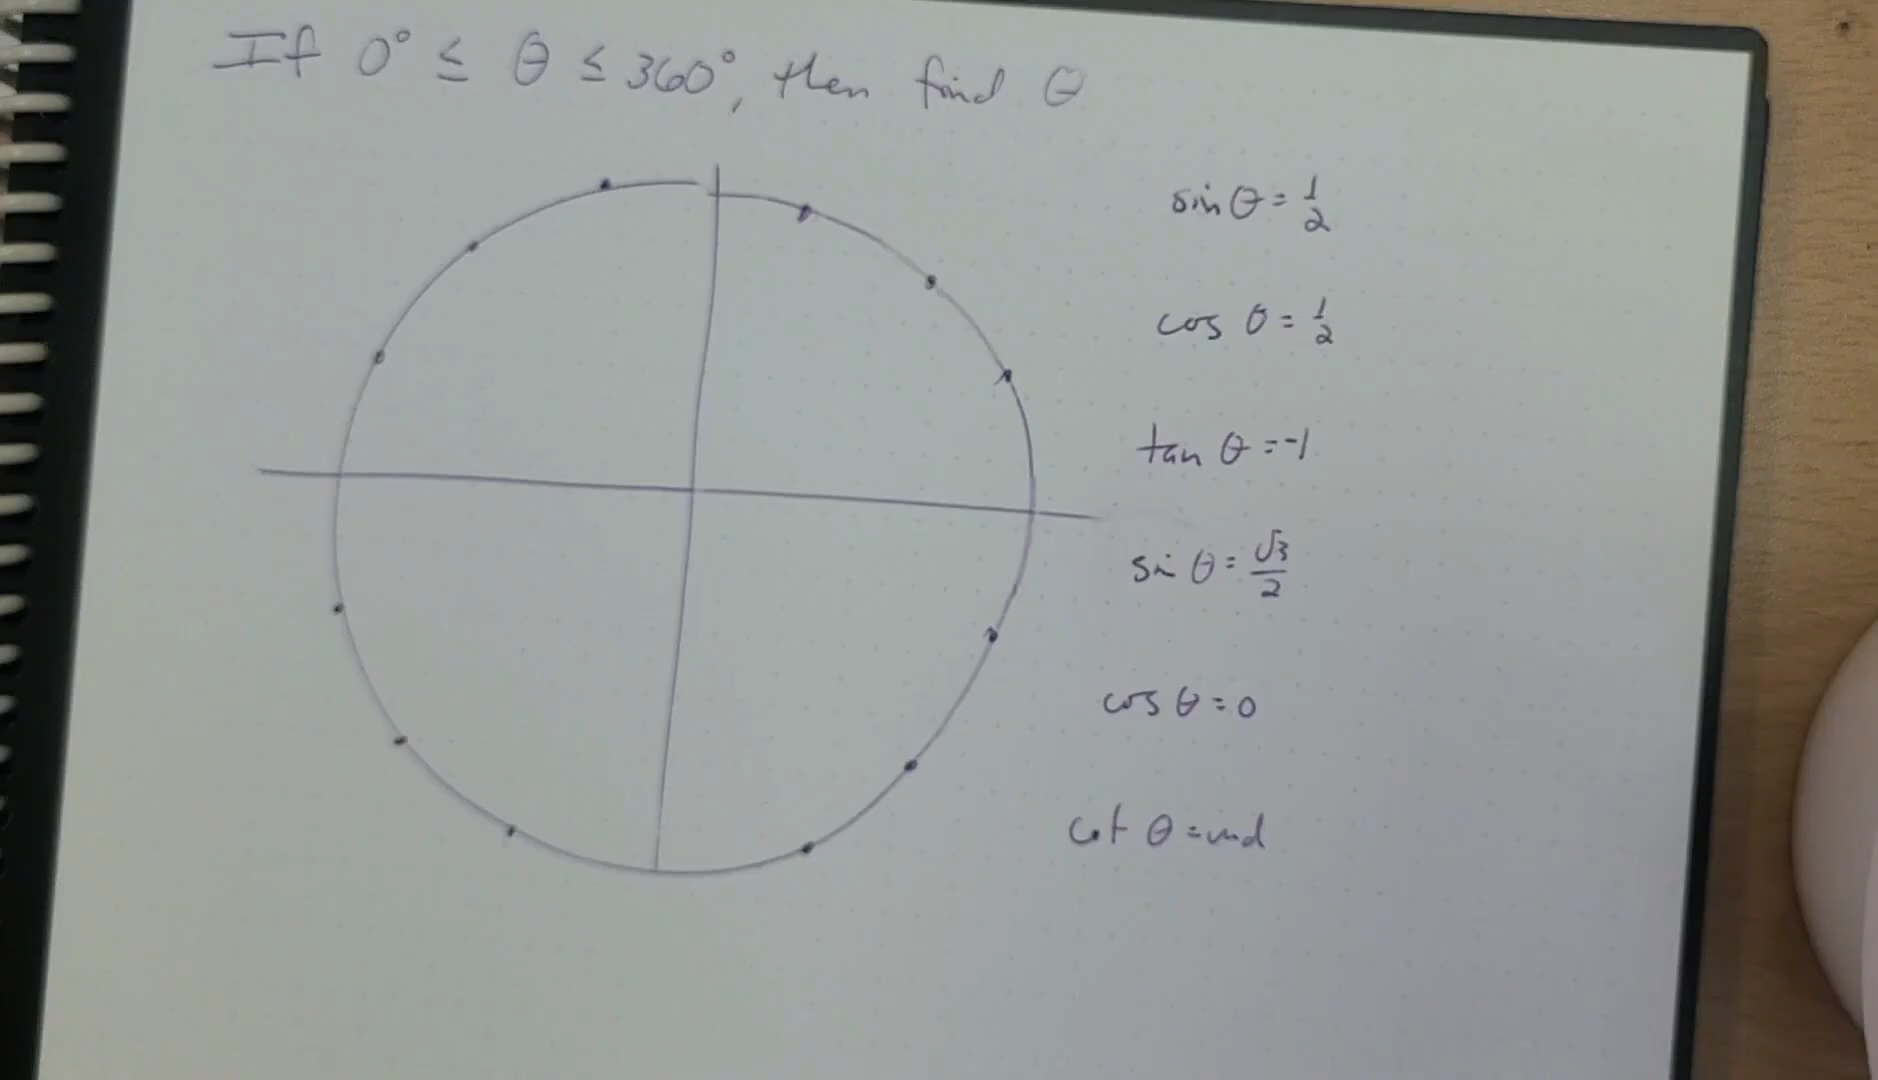 If 0° ≤ θ ≤ 360°, then find θ
sin θ = 1/2
cos θ = 1/2
tan θ = -1
sin θ = √3/2
cos θ = 0
cot θ = und